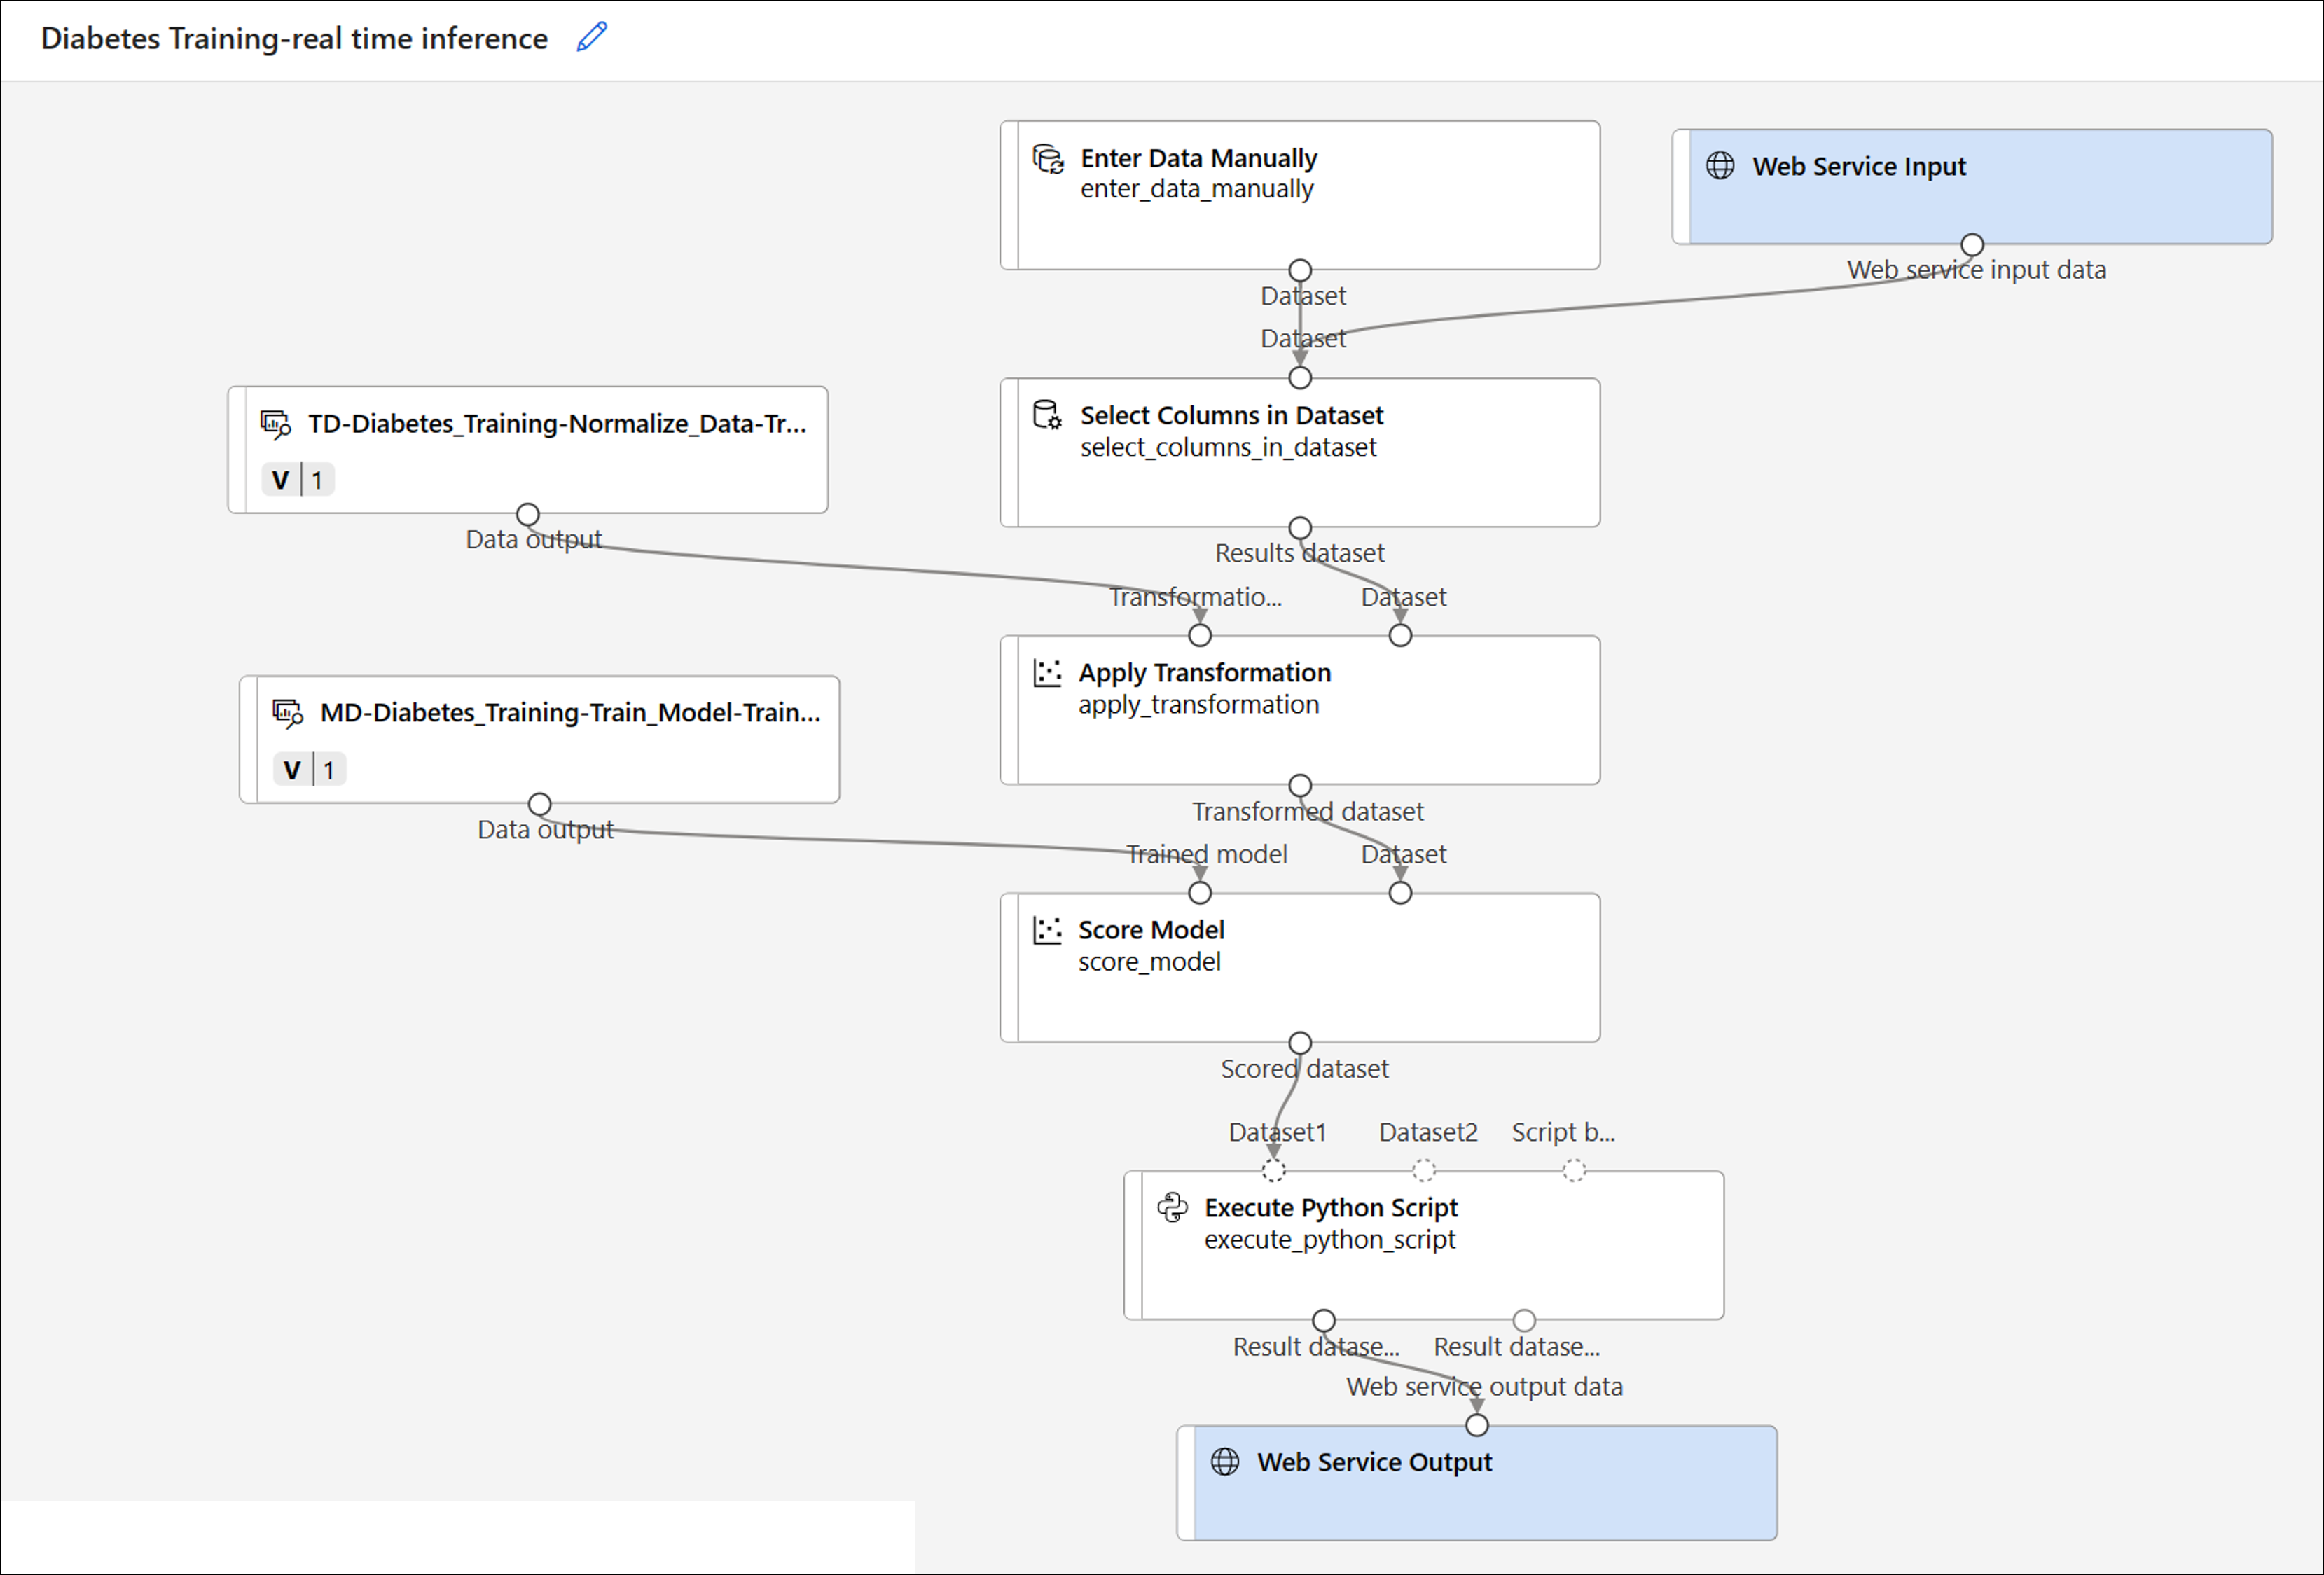 Diabetes Training-real time inference
Enter Data Manually
enter_data_manually
Dataset
Web Service Input
Web service input data
Dataset
Select Columns in Dataset
select_columns_in_dataset
Results dataset
TD-Diabetes_Training-Normalize_Data-Tr...
V 1
Data output
Transformatio...
Dataset
Apply Transformation
apply_transformation
Transformed dataset
MD-Diabetes_Training-Train_Model-Train...
V 1
Data output
Trained model
Dataset
Score Model
score_model
Scored dataset
Dataset1
Dataset2
Script b...
Execute Python Script
execute_python_script
Result datase...
Result datase...
Web service output data
Web Service Output